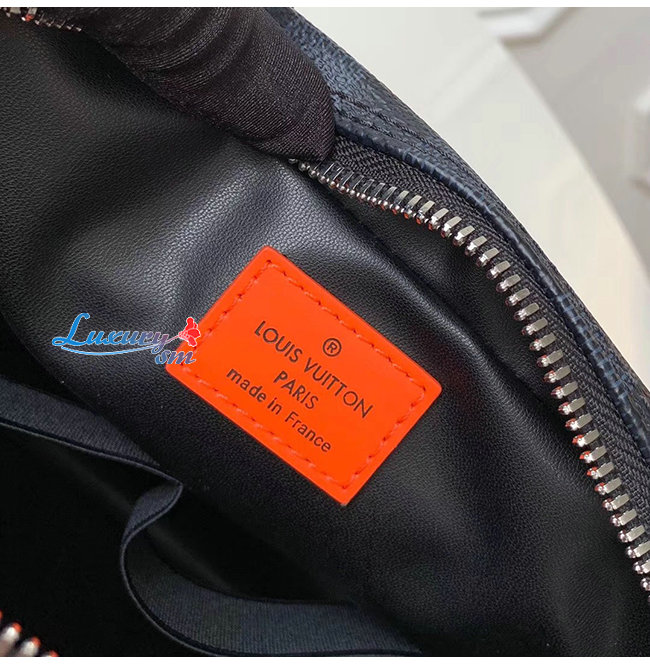 Luxury
sm
®
LOUIS VUITTON
PARIS
made in France